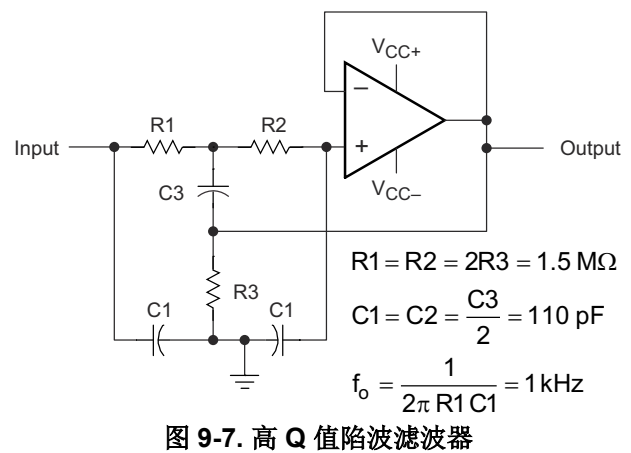 VCC+
R1
R2
Input
−
+
Output
C3
VCC–
R3
C1
C1
R1 = R2 = 2R3 = 1.5 MΩ
C1 = C2 = C3/2 = 110 pF
fo = 1/(2π R1 C1) = 1 kHz
图 9-7. 高 Q 值陷波滤波器